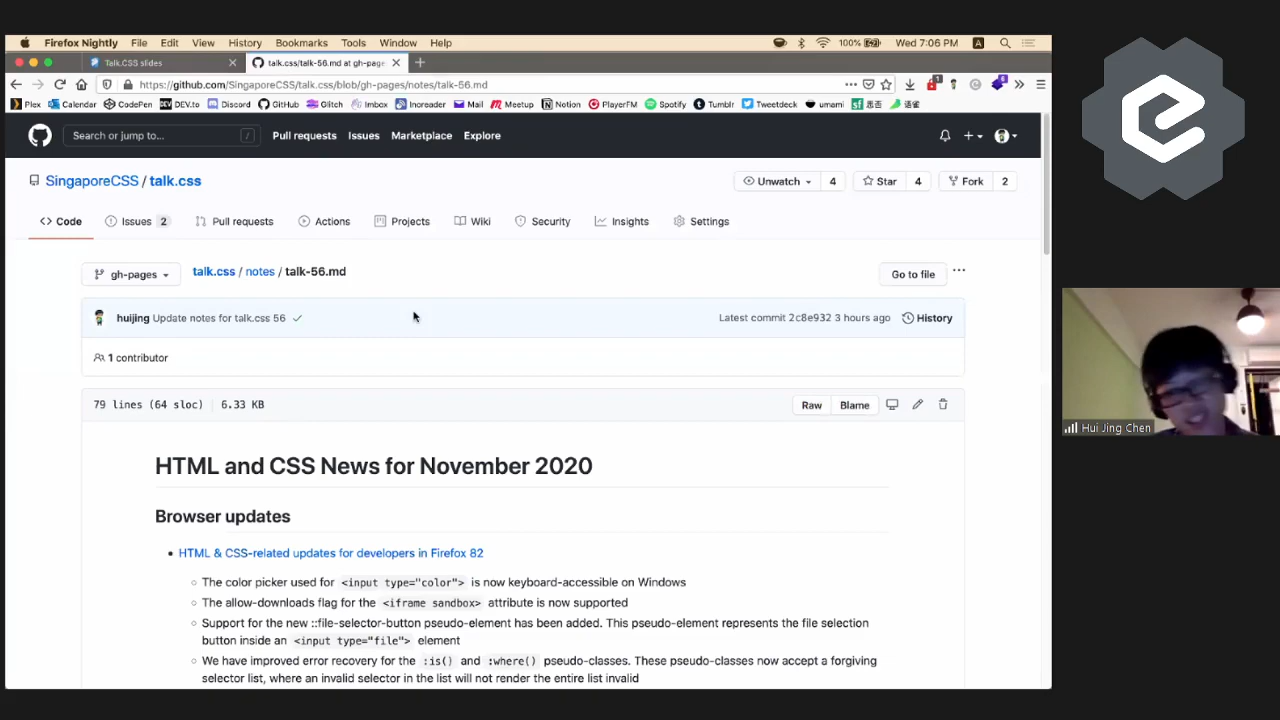 Firefox Nightly File Edit View History Bookmarks Tools Window Help 100% Wed 7:06 PM A
Talk.CSS slides talk.css/talk-56.md at gh-page
https://github.com/SingaporeCSS/talk.css/blob/gh-pages/notes/talk-56.md
Plex Calendar CodePen DEV.to Discord GitHub Glitch Imbox Inoreader Mail Meetup Notion PlayerFM Spotify Tumblr Tweetdeck umami
Search or jump to... / Pull requests Issues Marketplace Explore
SingaporeCSS / talk.css Unwatch 4 Star 4 Fork 2
Code Issues 2 Pull requests Actions Projects Wiki Security Insights Settings
gh-pages talk.css / notes / talk-56.md Go to file
huijing Update notes for talk.css 56 Latest commit 2c8e932 3 hours ago History
1 contributor
79 lines (64 sloc) 6.33 KB Raw Blame
HTML and CSS News for November 2020
Browser updates
HTML & CSS-related updates for developers in Firefox 82
The color picker used for <input type="color"> is now keyboard-accessible on Windows
The allow-downloads flag for the <iframe sandbox> attribute is now supported
Support for the new ::file-selector-button pseudo-element has been added. This pseudo-element represents the file selection
button inside an <input type="file"> element
We have improved error recovery for the :is() and :where() pseudo-classes. These pseudo-classes now accept a forgiving
selector list, where an invalid selector in the list will not render the entire list invalid
Hui Jing Chen